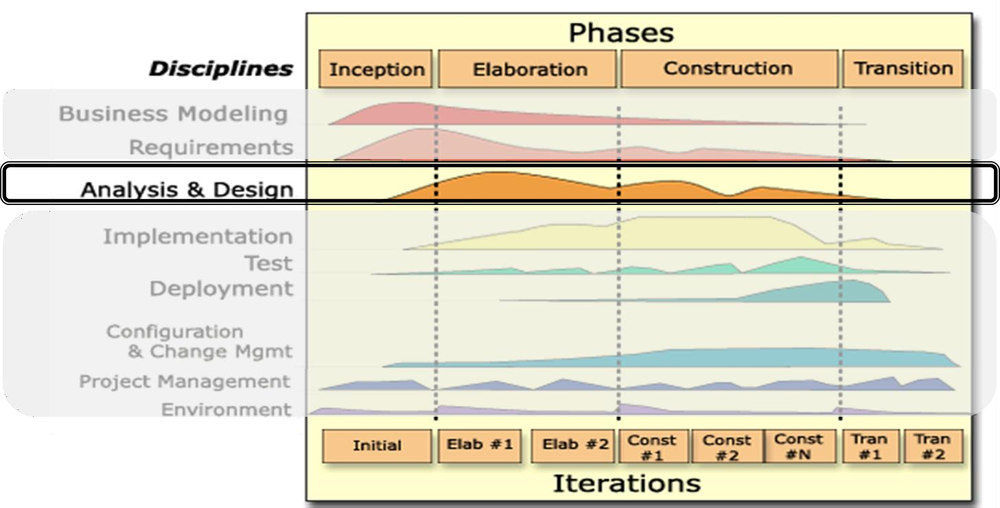 Phases
Disciplines
Inception
Elaboration
Construction
Transition
Business Modeling
Requirements
Analysis & Design
Implementation
Test
Deployment
Configuration
& Change Mgmt
Project Management
Environment
Initial
Elab #1
Elab #2
Const
#1
Const
#2
Const
#N
Tran
#1
Tran
#2
Iterations